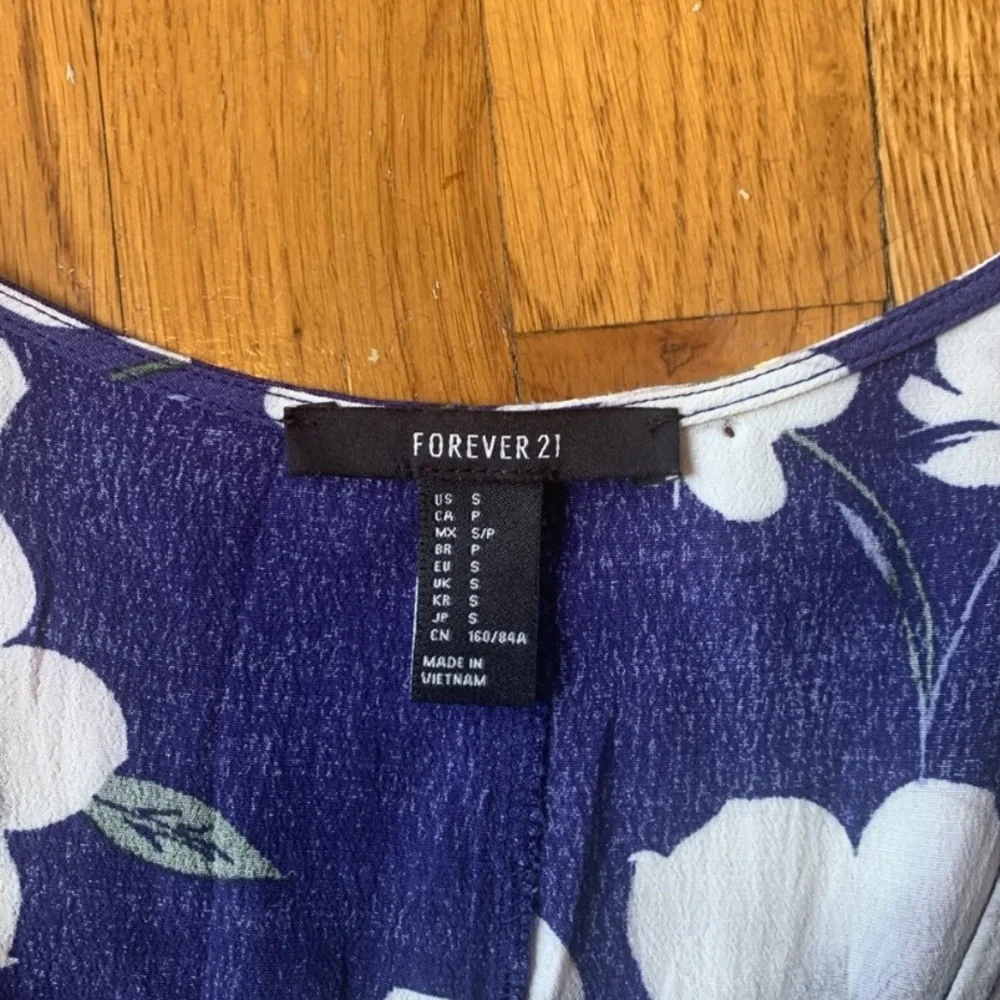 FOREVER 21
US S
CA P
MX S/P
BR P
EU S
UK S
KR S
JP S
CN 160/84A
MADE IN
VIETNAM